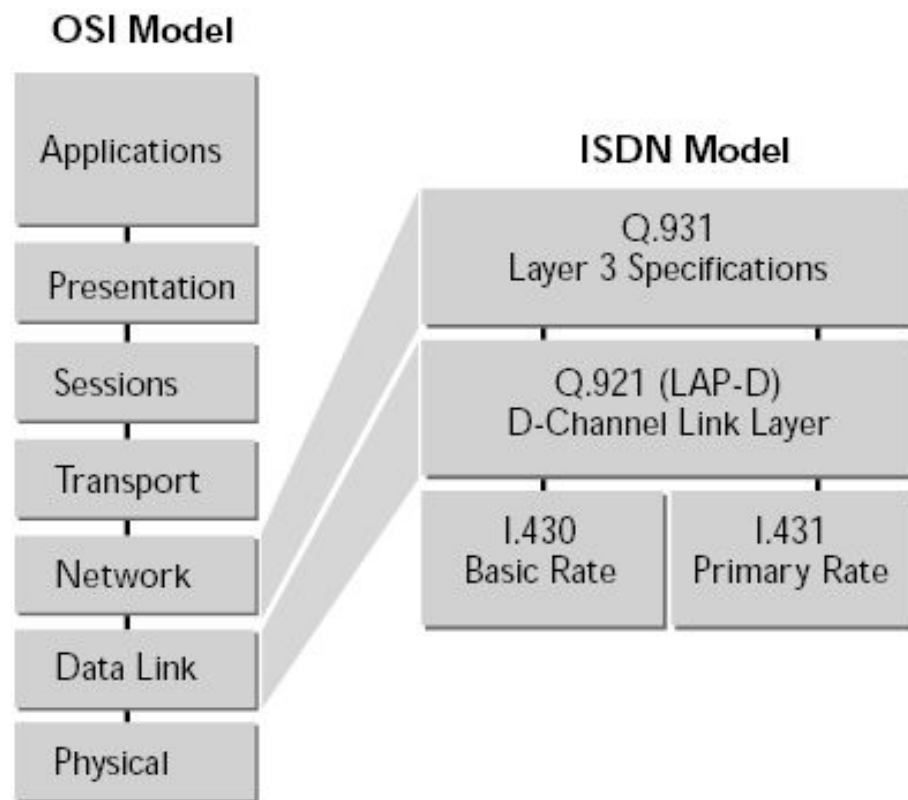 OSI Model
Applications
Presentation
Sessions
Transport
Network
Data Link
Physical
ISDN Model
Q.931
Layer 3 Specifications
Q.921 (LAP-D)
D-Channel Link Layer
I.430
Basic Rate
I.431
Primary Rate